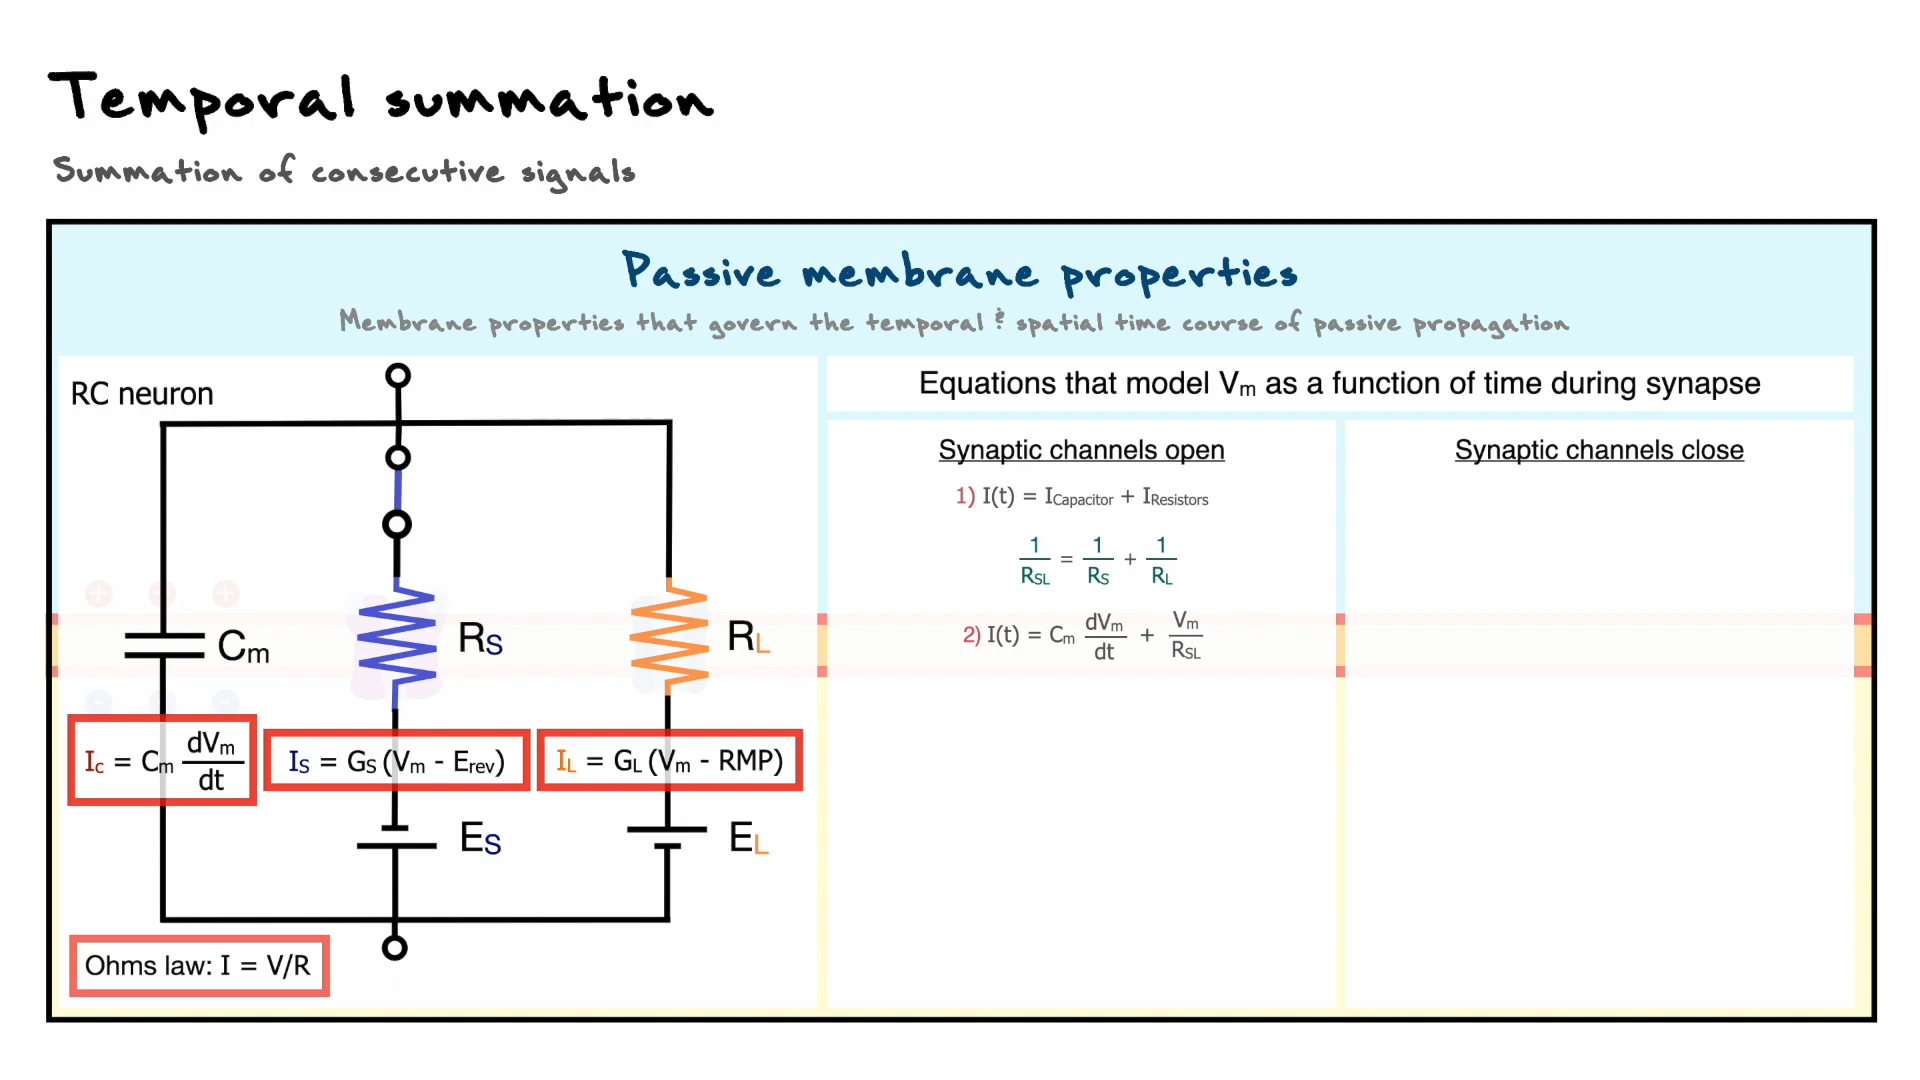 Temporal summation
Summation of consecutive signals
Passive membrane properties
Membrane properties that govern the temporal & spatial time course of passive propagation
RC neuron
Cm
RS
RL
Ic = Cm dVm/dt
IS = GS (Vm - Erev)
IL = GL (Vm - RMP)
ES
EL
Ohms law: I = V/R
Equations that model Vm as a function of time during synapse
Synaptic channels open
1) I(t) = ICapacitor + IResistors
1/RSL = 1/RS + 1/RL
2) I(t) = Cm dVm/dt + Vm/RSL
Synaptic channels close